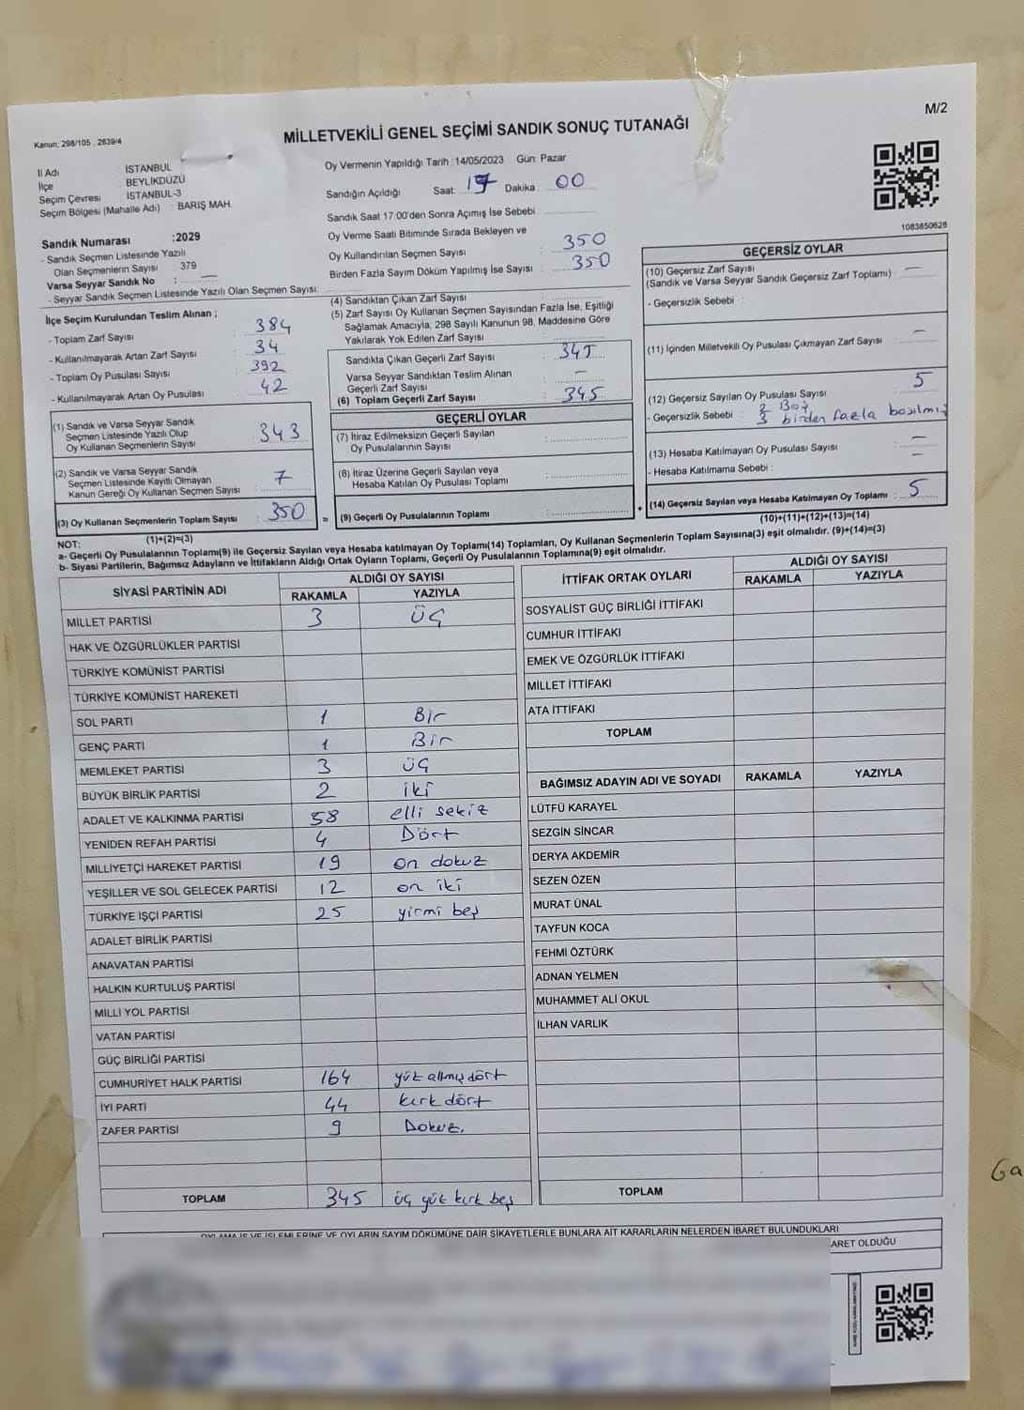 M/2
Kanun: 298/105 , 2839/4
MİLLETVEKİLİ GENEL SEÇİMİ SANDIK SONUÇ TUTANAĞI
İl Adı İSTANBUL
İlçe BEYLİKDÜZÜ
Seçim Çevresi İSTANBUL-3
Seçim Bölgesi (Mahalle Adı) : BARIŞ MAH.
Sandık Numarası :2029
- Sandık Seçmen Listesinde Yazılı
Olan Seçmenlerin Sayısı 379
Varsa Seyyar Sandık No : —
- Seyyar Sandık Seçmen Listesinde Yazılı Olan Seçmen Sayısı:
Oy Vermenin Yapıldığı Tarih :14/05/2023 Gün: Pazar
Sandığın Açıldığı Saat: 17 Dakika : 00
Sandık Saat 17:00'den Sonra Açımış İse Sebebi
Oy Verme Saati Bitiminde Sırada Bekleyen ve
Oy Kullandırılan Seçmen Sayısı : 350
Birden Fazla Sayım Döküm Yapılmış İse Sayısı : 350
1083850628
İlçe Seçim Kurulundan Teslim Alınan ;
- Toplam Zarf Sayısı : 384
- Kullanılmayarak Artan Zarf Sayısı : 34
- Toplam Oy Pusulası Sayısı : 392
- Kullanılmayarak Artan Oy Pusulası : 42
(1) Sandık ve Varsa Seyyar Sandık
Seçmen Listesinde Yazılı Olup
Oy Kullanan Seçmenlerin Sayısı : 343
(2) Sandık ve Varsa Seyyar Sandık
Seçmen Listesinde Kayıtlı Olmayan
Kanun Gereği Oy Kullanan Seçmen Sayısı : 7
(3) Oy Kullanan Seçmenlerin Toplam Sayısı : 350
(1)+(2)=(3)
(4) Sandıktan Çıkan Zarf Sayısı
(5) Zarf Sayısı Oy Kullanan Seçmen Sayısından Fazla İse, Eşitliği
Sağlamak Amacıyla, 298 Sayılı Kanunun 98. Maddesine Göre
Yakılarak Yok Edilen Zarf Sayısı
Sandıkta Çıkan Geçerli Zarf Sayısı : 345
Varsa Seyyar Sandıktan Teslim Alınan
Geçerli Zarf Sayısı : —
(6) Toplam Geçerli Zarf Sayısı : 345
GEÇERLİ OYLAR
(7) İtiraz Edilmeksizin Geçerli Sayılan
Oy Pusulalarının Sayısı
(8) İtiraz Üzerine Geçerli Sayılan veya
Hesaba Katılan Oy Pusulası Toplamı
= (9) Geçerli Oy Pusulalarının Toplamı
GEÇERSİZ OYLAR
(10) Geçersiz Zarf Sayısı : —
(Sandık ve Varsa Seyyar Sandık Geçersiz Zarf Toplamı)
- Geçersizlik Sebebi :
(11) İçinden Milletvekili Oy Pusulası Çıkmayan Zarf Sayısı —
(12) Geçersiz Sayılan Oy Pusulası Sayısı : 5
- Geçersizlik Sebebi : 2 Boş
3 birden fazla basılmış
(13) Hesaba Katılmayan Oy Pusulası Sayısı —
- Hesaba Katılmama Sebebi : —
+ (14) Geçersiz Sayılan veya Hesaba Katılmayan Oy Toplamı : 5
(10)+(11)+(12)+(13)=(14)
NOT:
a- Geçerli Oy Pusulalarının Toplamı(9) ile Geçersiz Sayılan veya Hesaba katılmayan Oy Toplamı(14) Toplamları, Oy Kullanan Seçmenlerin Toplam Sayısına(3) eşit olmalıdır. (9)+(14)=(3)
b- Siyasi Partilerin, Bağımsız Adayların ve İttifakların Aldığı Ortak Oyların Toplamı, Geçerli Oy Pusulalarının Toplamına(9) eşit olmalıdır.
SİYASİ PARTİNİN ADI ALDIĞI OY SAYISI
RAKAMLA YAZIYLA
MİLLET PARTİSİ 3 ÜÇ
HAK VE ÖZGÜRLÜKLER PARTİSİ
TÜRKİYE KOMÜNİST PARTİSİ
TÜRKİYE KOMÜNİST HAREKETİ
SOL PARTİ 1 Bir
GENÇ PARTİ 1 Bir
MEMLEKET PARTİSİ 3 ÜÇ
BÜYÜK BİRLİK PARTİSİ 2 iki
ADALET VE KALKINMA PARTİSİ 58 elli sekiz
YENİDEN REFAH PARTİSİ 4 Dört
MİLLİYETÇİ HAREKET PARTİSİ 19 on dokuz
YEŞİLLER VE SOL GELECEK PARTİSİ 12 on iki
TÜRKİYE İŞÇİ PARTİSİ 25 yirmi beş
ADALET BİRLİK PARTİSİ
ANAVATAN PARTİSİ
HALKIN KURTULUŞ PARTİSİ
MİLLİ YOL PARTİSİ
VATAN PARTİSİ
GÜÇ BİRLİĞİ PARTİSİ
CUMHURİYET HALK PARTİSİ 164 yüz altmış dört
İYİ PARTİ 44 kırk dört
ZAFER PARTİSİ 9 Dokuz.
TOPLAM 345 üç yüz kırk beş
İTTİFAK ORTAK OYLARI ALDIĞI OY SAYISI
RAKAMLA YAZIYLA
SOSYALİST GÜÇ BİRLİĞİ İTTİFAKI
CUMHUR İTTİFAKI
EMEK VE ÖZGÜRLÜK İTTİFAKI
MİLLET İTTİFAKI
ATA İTTİFAKI
TOPLAM
BAĞIMSIZ ADAYIN ADI VE SOYADI RAKAMLA YAZIYLA
LÜTFÜ KARAYEL
SEZGİN SİNCAR
DERYA AKDEMİR
SEZEN ÖZEN
MURAT ÜNAL
TAYFUN KOCA
FEHMİ ÖZTÜRK
ADNAN YELMEN
MUHAMMET ALİ OKUL
İLHAN VARLIK
TOPLAM
OYLAMA İŞ VE İŞLEMLERİNE VE OYLARIN SAYIM DÖKÜMÜNE DAİR ŞİKAYETLERLE BUNLARA AİT KARARLARIN NELERDEN İBARET BULUNDUKLARI
ARET OLDUĞU
Ga